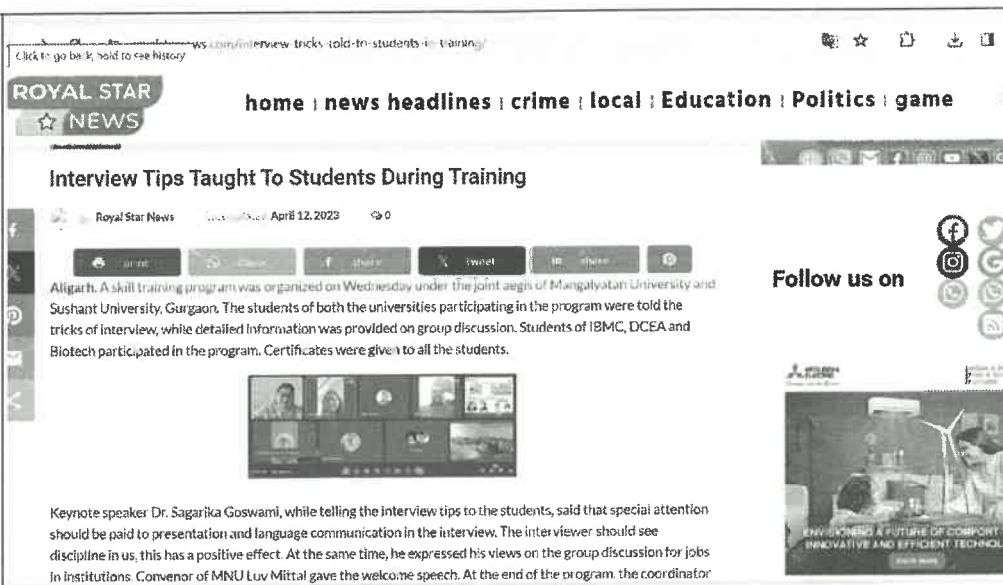 ws.com/interview-tricks-told-to-students-in-training/
Click to go back, hold to see history
ROYAL STAR
NEWS
home | news headlines | crime | local | Education | Politics | game
Interview Tips Taught To Students During Training
Royal Star News April 12, 2023 0
print share share tweet share
Aligarh. A skill training program was organized on Wednesday under the joint aegis of Mangalyatan University and
Sushant University, Gurgaon. The students of both the universities participating in the program were told the
tricks of interview, while detailed information was provided on group discussion. Students of IBMC, DCEA and
Biotech participated in the program. Certificates were given to all the students.
Follow us on
Keynote speaker Dr. Sagarika Goswami, while telling the interview tips to the students, said that special attention
should be paid to presentation and language communication in the interview. The interviewer should see
discipline in us, this has a positive effect. At the same time, he expressed his views on the group discussion for jobs
in institutions. Convenor of MNU Luv Mittal gave the welcome speech. At the end of the program, the coordinator
MITSUBISHI
ELECTRIC
ENVISIONING A FUTURE OF COMFORT
INNOVATIVE AND EFFICIENT TECHNOL
KNOW MORE